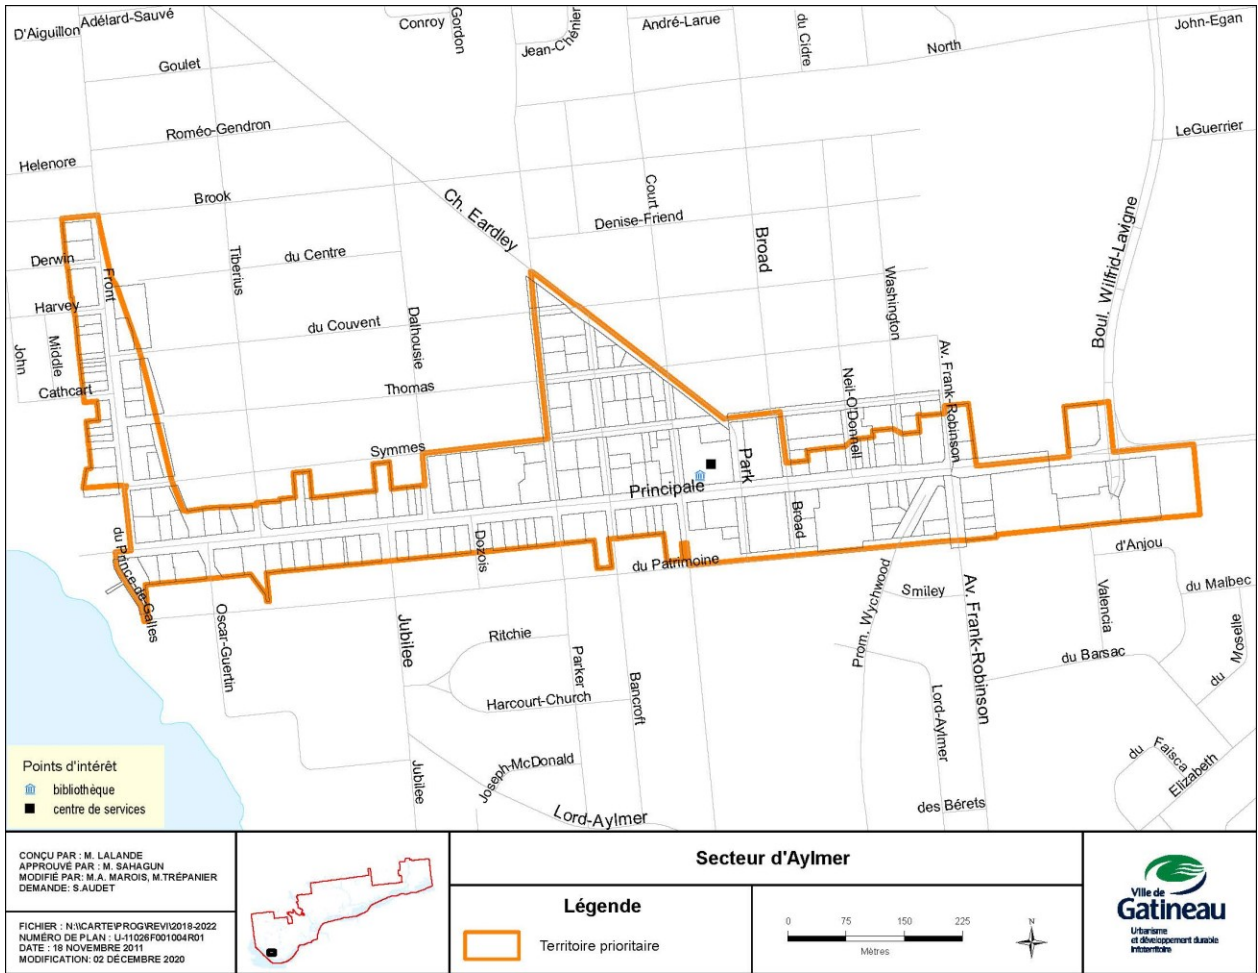 Adélard-Sauvé
D'Aiguillon
Conroy
Gordon
Jean-Chénier
André-Larue
du Cidre
North
John-Egan
Goulet
Roméo-Gendron
LeGuerrier
Helenore
Brook
Ch. Eardley
Court
Denise-Friend
Broad
Boul. Wilfrid-Lavigne
Derwin
Front
Tiberius
du Centre
Washington
Harvey
Middle
John
du Couvent
Dalhousie
Cathcart
Thomas
Neil-O'Donnell
Av. Frank-Robinson
Symmes
Park
Principale
Broad
du Prince-de-Galles
Dozois
du Patrimoine
Oscar-Guertin
Jubilee
Prom. Wychwood
Smiley
Av. Frank-Robinson
d'Anjou
Valencia
du Malbec
Ritchie
Parker
Bancroft
du Barsac
du Moselle
Harcourt-Church
Lord-Aylmer
Joseph-McDonald
Jubilee
Lord-Aylmer
des Bérets
du Faisca
Elizabeth
Points d'intérêt
bibliothèque
centre de services
CONÇU PAR : M. LALANDE
APPROUVÉ PAR : M. SAHAGUN
MODIFIÉ PAR: M.A. MAROIS, M.TRÉPANIER
DEMANDE: S.AUDET
FICHIER : N:\\CARTE\PROG\REVI\2018-2022
NUMÉRO DE PLAN : U-11026F001004R01
DATE : 18 NOVEMBRE 2011
MODIFICATION: 02 DÉCEMBRE 2020
Secteur d'Aylmer
Légende
Territoire prioritaire
0 75 150 225
Mètres
N
Ville de
Gatineau
Urbanisme
et développement durable
Infoterritoire